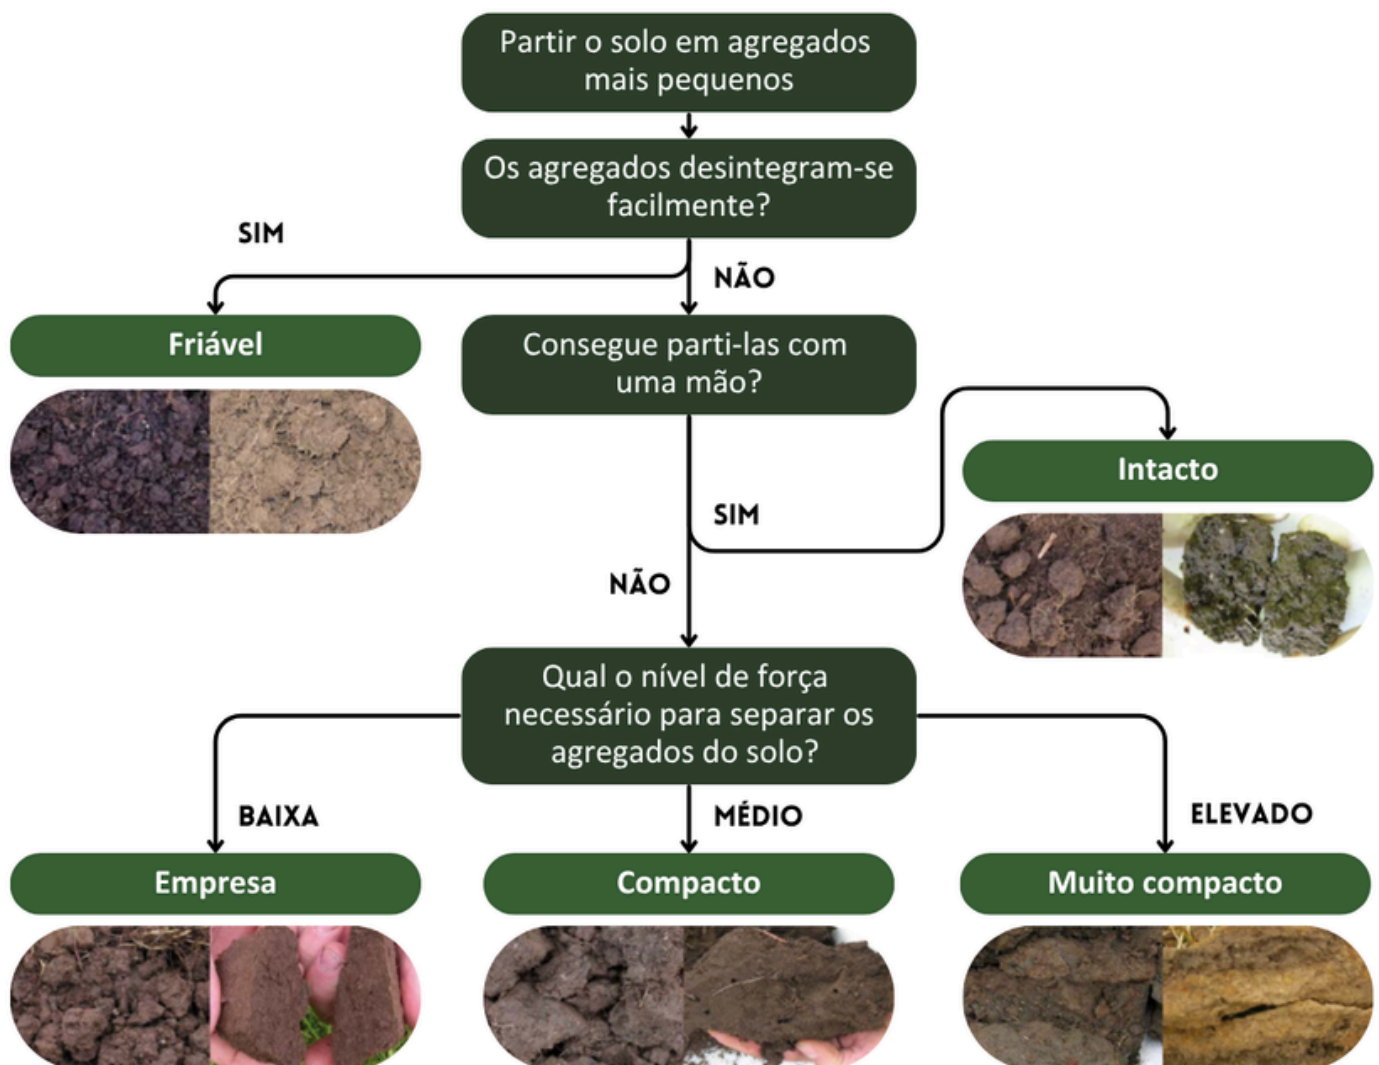 Partir o solo em agregados
mais pequenos
Os agregados desintegram-se
facilmente?
SIM
NÃO
Friável
Consegue parti-las com
uma mão?
Intacto
SIM
NÃO
Qual o nível de força
necessário para separar os
agregados do solo?
BAIXA
MÉDIO
ELEVADO
Empresa
Compacto
Muito compacto